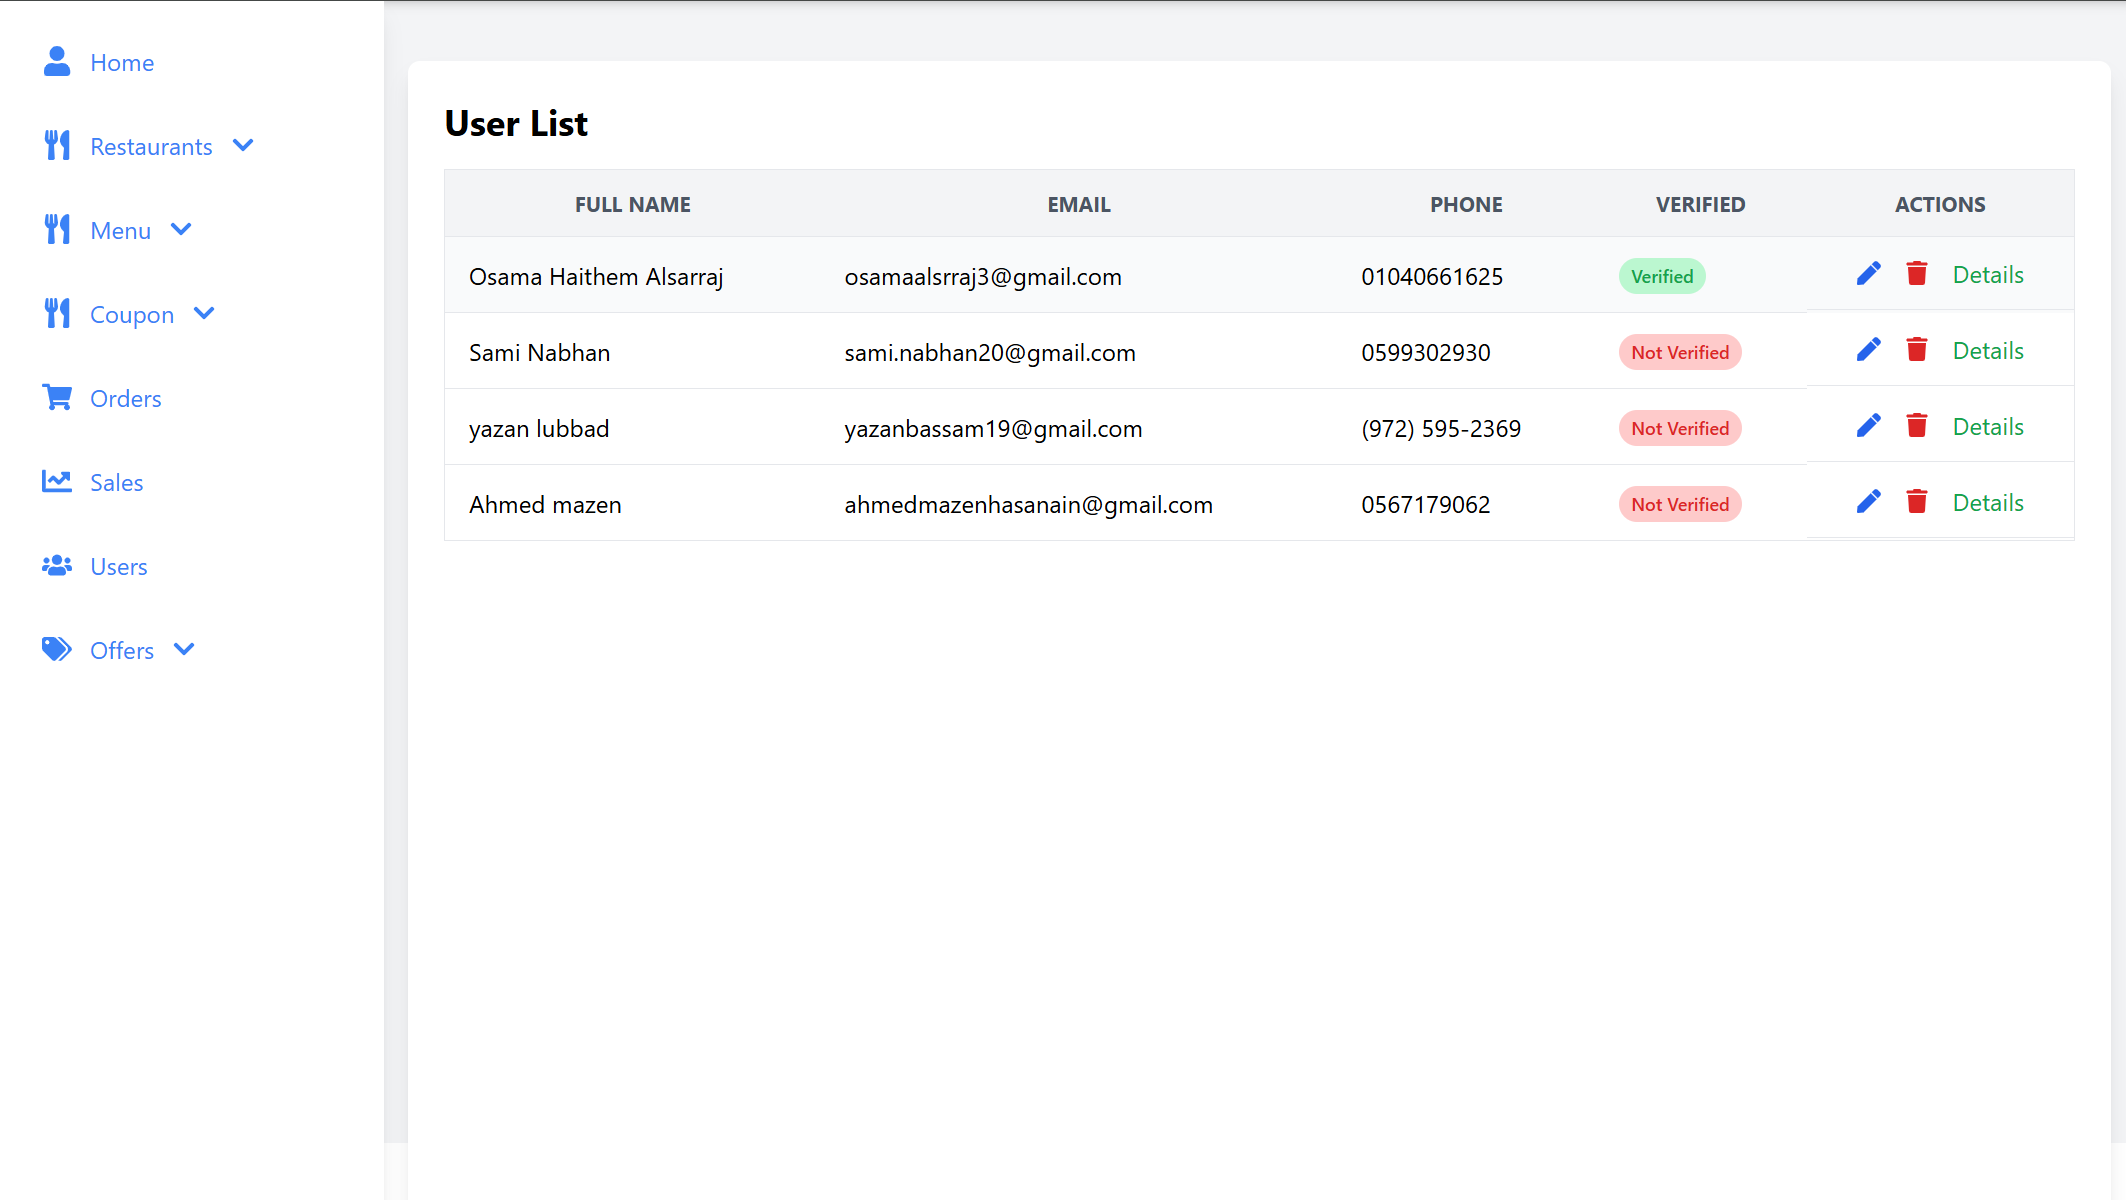 Home
Restaurants
Menu
Coupon
Orders
Sales
Users
Offers
User List
FULL NAME EMAIL PHONE VERIFIED ACTIONS
Osama Haithem Alsarraj osamaalsrraj3@gmail.com 01040661625 Verified Details
Sami Nabhan sami.nabhan20@gmail.com 0599302930 Not Verified Details
yazan lubbad yazanbassam19@gmail.com (972) 595-2369 Not Verified Details
Ahmed mazen ahmedmazenhasanain@gmail.com 0567179062 Not Verified Details